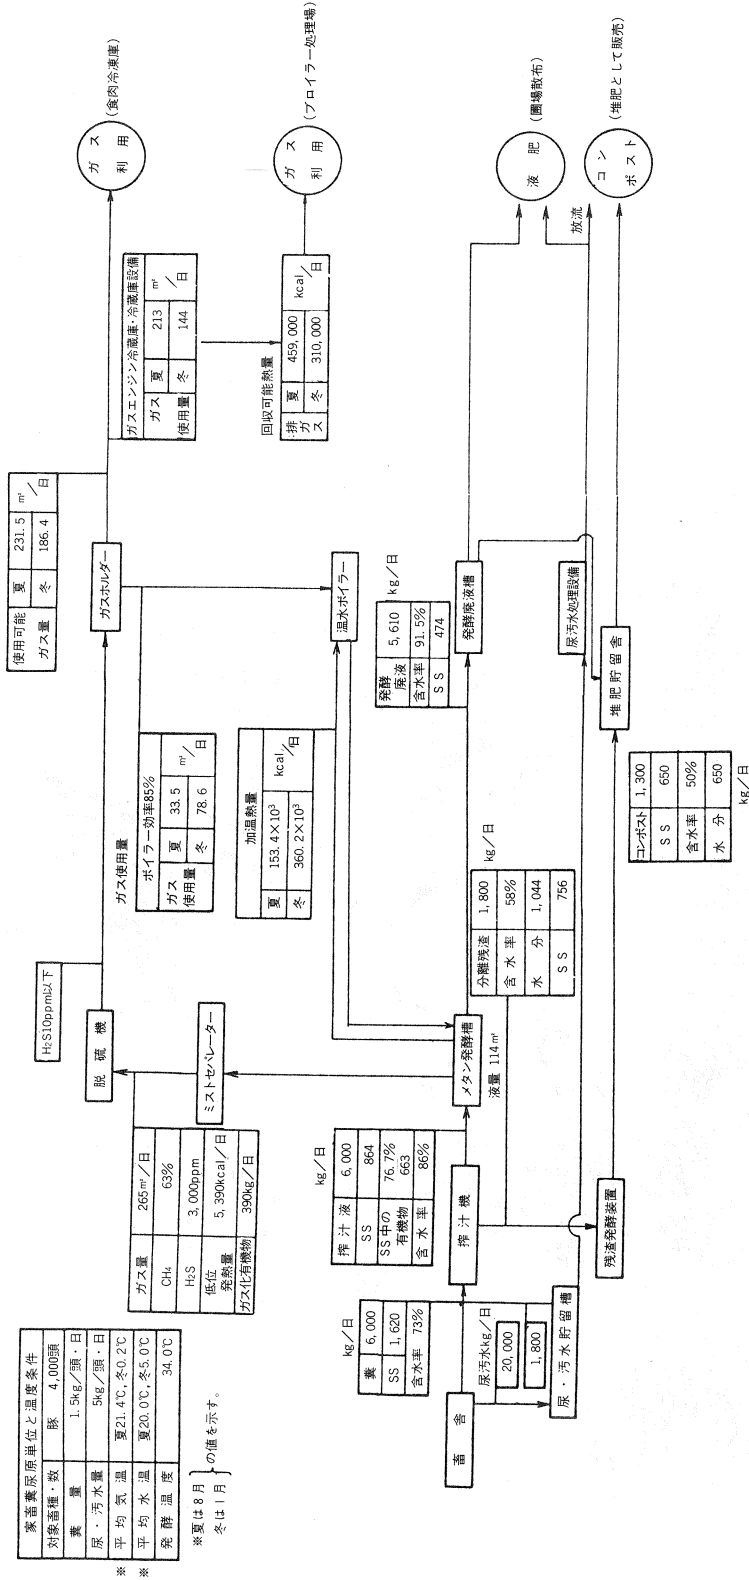 家畜糞尿原単位と温度条件
対象畜種・数 豚 4,000頭
糞 量 1.5kg／頭・日
尿・汚水量 5kg／頭・日
※ 平均気温 夏21.4℃,冬0.2℃
※ 平均水温 夏20.0℃,冬5.0℃
発酵温度 34.0℃
※夏は8月
冬は1月
の値を示す。
畜 舎
kg／日
糞 6,000
SS 1,620
含水率 73%
尿汚水kg／日
20,000
1,800
尿・汚水貯留槽
搾汁機
kg／日
搾汁液 6,000
SS 864
SS中の有機物 76.7% 663
含水率 86%
残渣発酵装置
ガス量 265m³／日
CH₄ 63%
H₂S 3,000ppm
低位発熱量 5,390kcal／日
ガス化有機物 390kg／日
ミストセパレーター
脱硫機
H₂S10ppm以下
メタン発酵槽
液量 114m³
kg／日
分離残渣 1,800
含水率 58%
水 分 1,044
SS 756
ガス使用量
ボイラー効率85%
ガス使用量 夏 33.5 m³／日
冬 78.6
加温熱量
夏 153.4×10³ kcal／日
冬 360.2×10³
コンポスト 1,300
SS 650
含水率 50%
水 分 650
kg／日
使用可能ガス量 夏 231.5 m³／日
冬 186.4
ガスホルダー
温水ボイラー
発酵廃液 5,610
含水率 91.5%
SS 474
kg／日
発酵廃液槽
尿汚水処理設備
堆肥貯留舎
ガスエンジン冷蔵庫・冷蔵庫設備
ガス使用量 夏 213 m³／日
冬 144
回収可能熱量
排ガス 夏 459,000 kcal／日
冬 310,000
放流
ガス利用
(食肉冷凍庫)
ガス利用
(ブロイラー処理場)
液肥
(圃場散布)
コンポスト
(堆肥として販売)